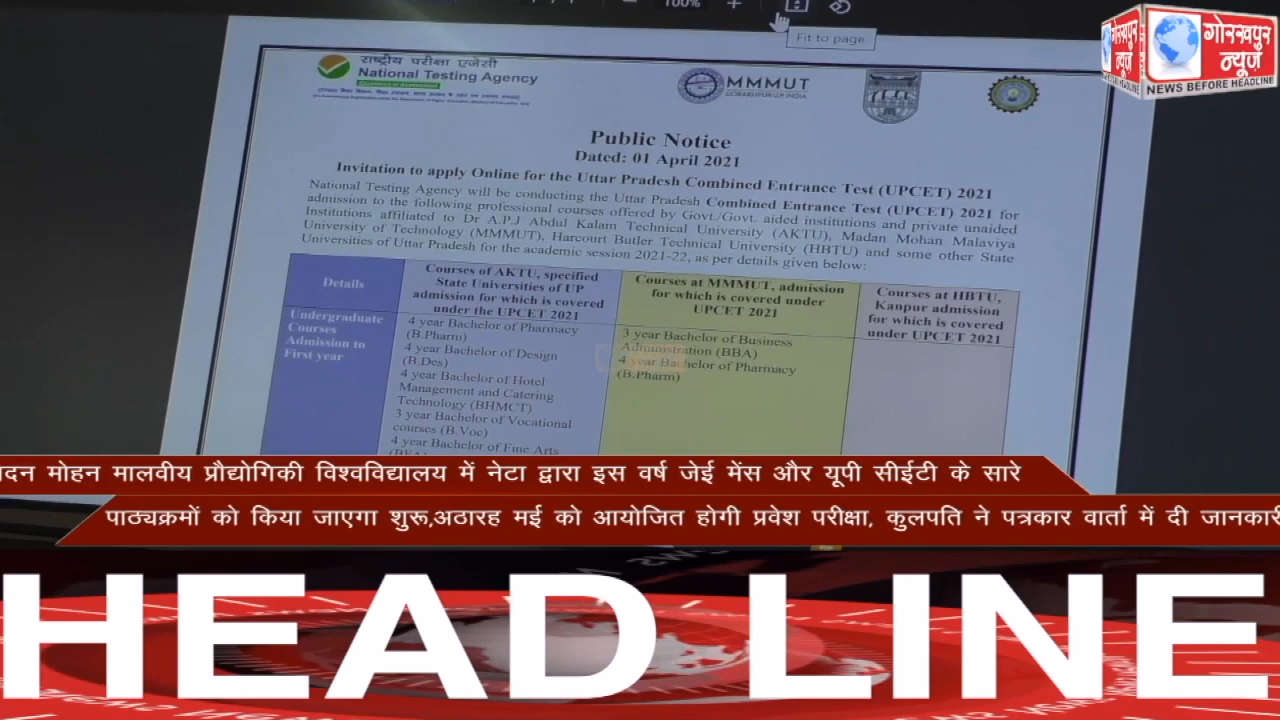 100%
Fit to page
गोरखपुर
न्यूज़
NEWS BEFORE HEADLINE
राष्ट्रीय परीक्षा एजेंसी
National Testing Agency
MMMUT
Public Notice
Dated: 01 April 2021
Invitation to apply Online for the Uttar Pradesh Combined Entrance Test (UPCET) 2021
National Testing Agency will be conducting the Uttar Pradesh Combined Entrance Test (UPCET) 2021 for
admission to the following professional courses offered by Govt./Govt. aided institutions and private unaided
Institutions affiliated to Dr A.P.J Abdul Kalam Technical University (AKTU), Madan Mohan Malaviya
University of Technology (MMMUT), Harcourt Butler Technical University (HBTU) and some other State
Universities of Uttar Pradesh for the academic session 2021-22, as per details given below:
Details
Courses of AKTU, specified
State Universities of UP
admission for which is covered
under the UPCET 2021
Courses at MMMUT, admission
for which is covered under
UPCET 2021
Courses at HBTU,
Kanpur admission
for which is covered
under UPCET 2021
Undergraduate
Courses
Admission to
First year
4 year Bachelor of Pharmacy
(B.Pharm)
4 year Bachelor of Design
(B.Des)
4 year Bachelor of Hotel
Management and Catering
Technology (BHMCT)
3 year Bachelor of Vocational
courses (B.Voc)
4 year Bachelor of Fine Arts
3 year Bachelor of Business
Administration (BBA)
4 year Bachelor of Pharmacy
(B.Pharm)
मोहन मालवीय प्रौद्योगिकी विश्वविद्यालय में नेटा द्वारा इस वर्ष जेई मेंस और यूपी सीईटी के सारे
पाठ्यक्रमों को किया जाएगा शुरू,अठारह मई को आयोजित होगी प्रवेश परीक्षा, कुलपति ने पत्रकार वार्ता में दी जानकारी
HEAD LINE